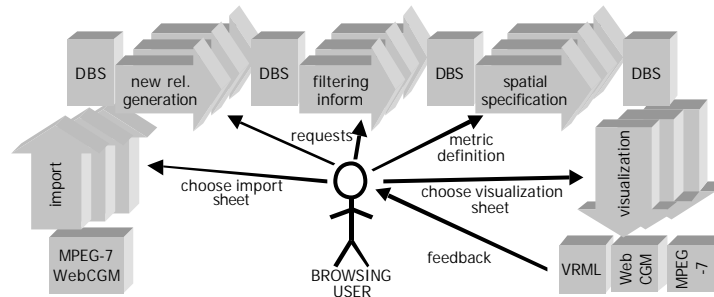 DBS
new rel.
generation
DBS
filtering
inform
DBS
spatial
specification
DBS
requests
metric
definition
import
choose import
sheet
choose visualization
sheet
visualization
MPEG-7
WebCGM
feedback
BROWSING
USER
VRML
Web
CGM
MPEG
-7